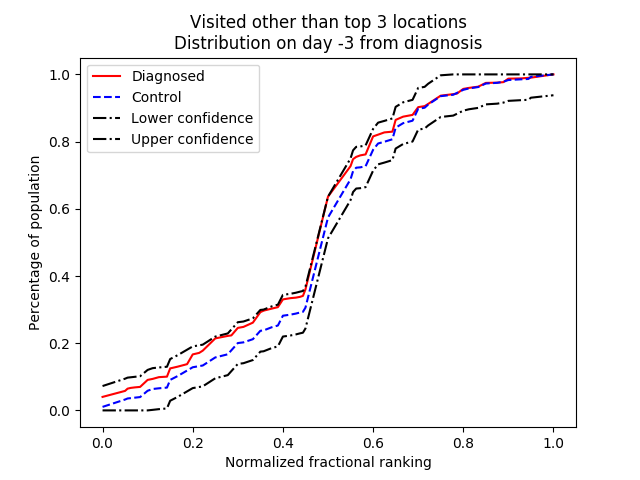 Visited other than top 3 locations
Distribution on day -3 from diagnosis
Diagnosed
Control
Lower confidence
Upper confidence
Percentage of population
1.0
0.8
0.6
0.4
0.2
0.0
0.0 0.2 0.4 0.6 0.8 1.0
Normalized fractional ranking